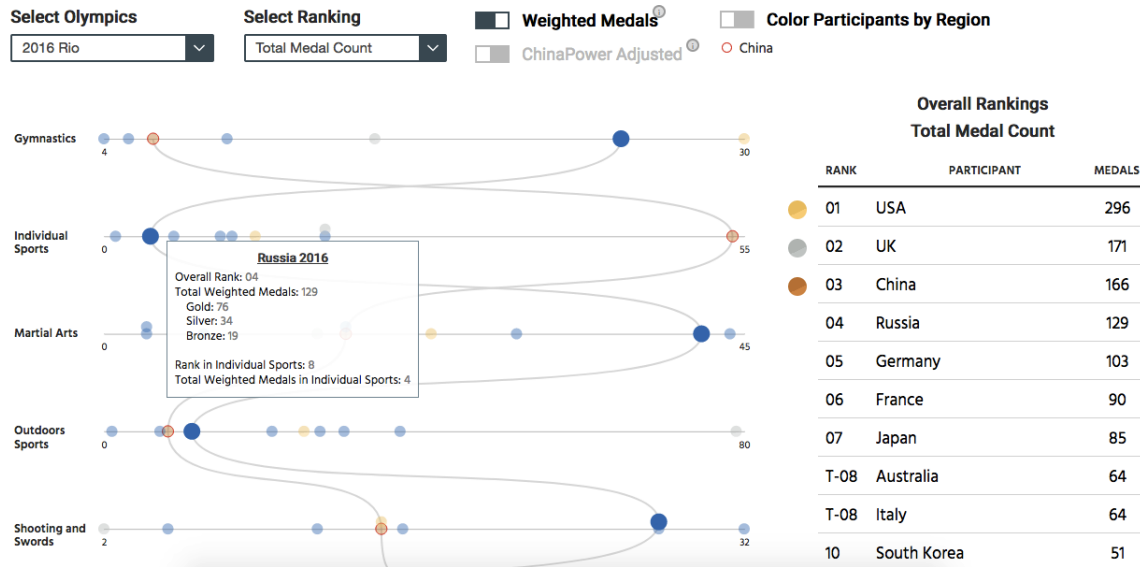 Select Olympics
2016 Rio
Select Ranking
Total Medal Count
Weighted Medals i
ChinaPower Adjusted i
Color Participants by Region
China
Gymnastics
4
30
Individual
Sports
0
55
Russia 2016
Overall Rank: 04
Total Weighted Medals: 129
Gold: 76
Silver: 34
Bronze: 19
Rank in Individual Sports: 8
Total Weighted Medals in Individual Sports: 4
Martial Arts
0
45
Outdoors
Sports
0
80
Shooting and
Swords
2
32
Overall Rankings
Total Medal Count
RANK PARTICIPANT MEDALS
01 USA 296
02 UK 171
03 China 166
04 Russia 129
05 Germany 103
06 France 90
07 Japan 85
T-08 Australia 64
T-08 Italy 64
10 South Korea 51